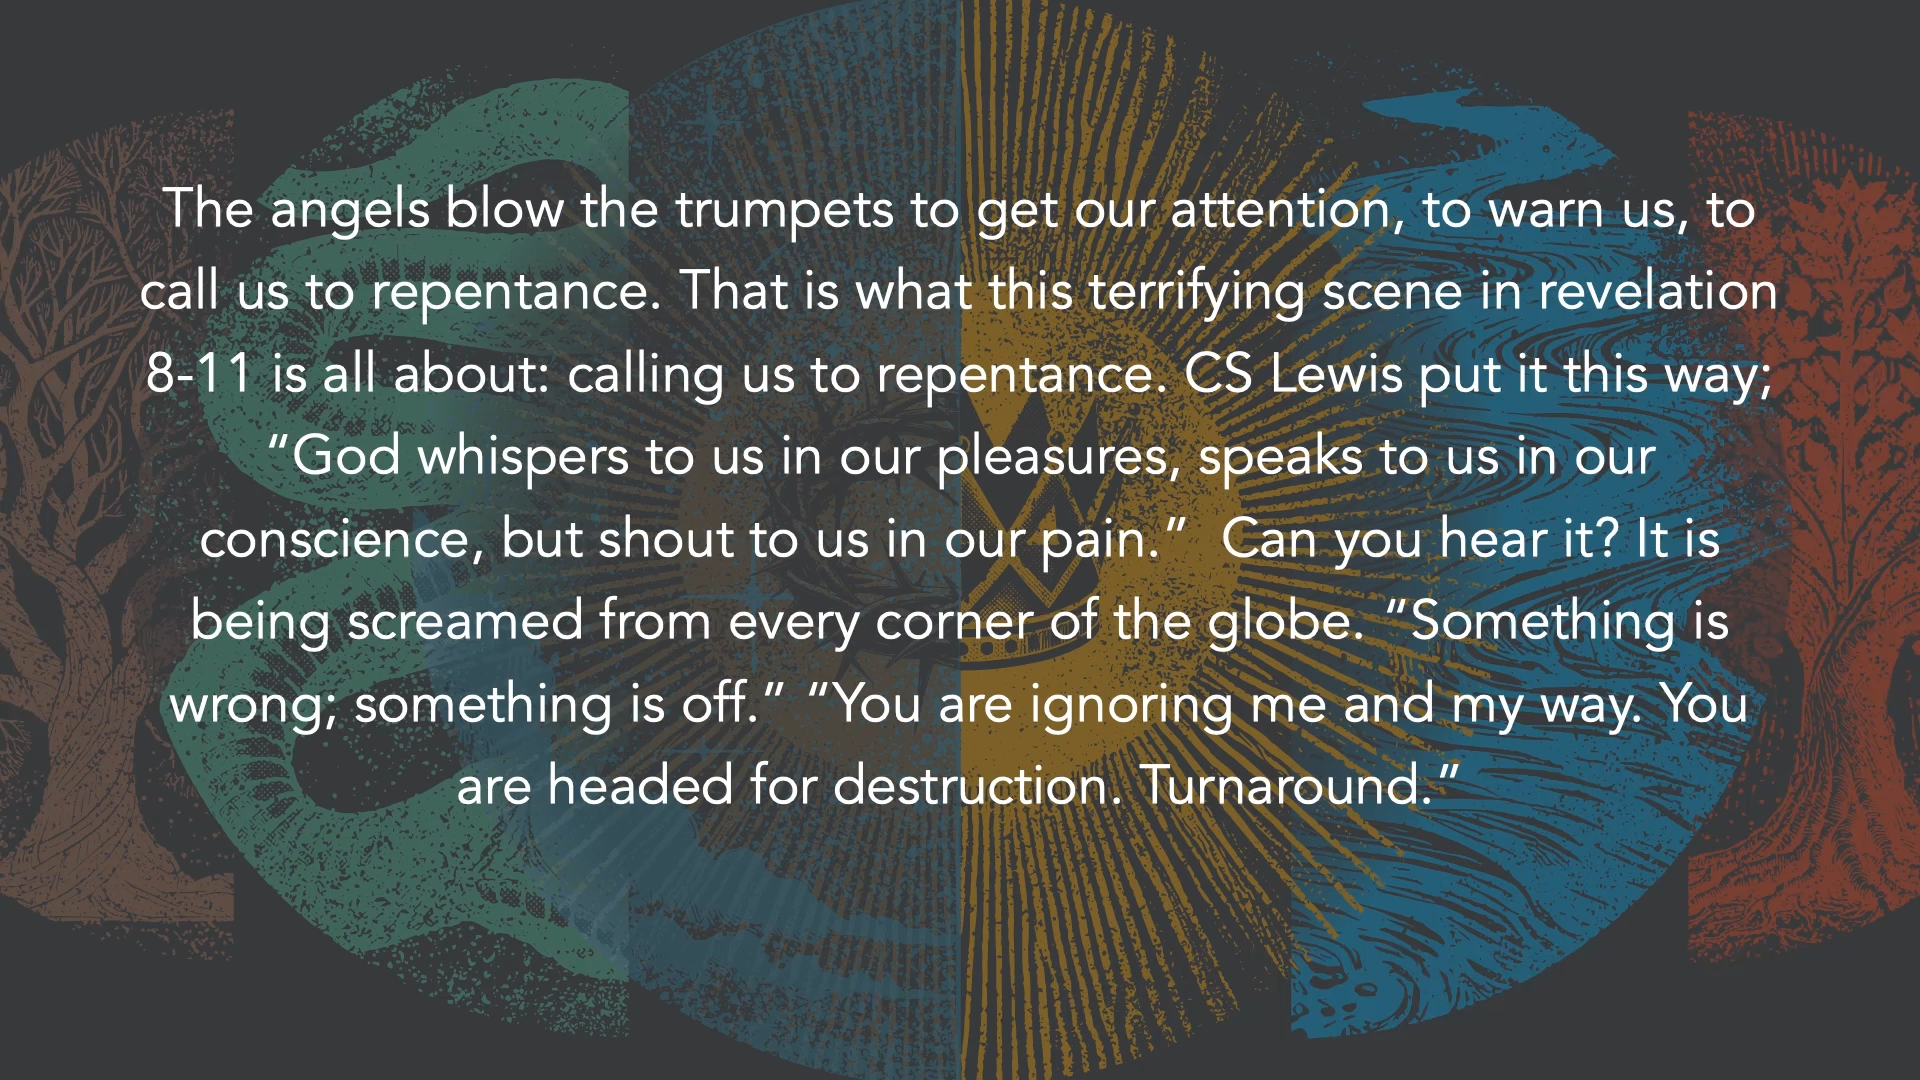 The angels blow the trumpets to get our attention, to warn us, to
call us to repentance. That is what this terrifying scene in revelation
8-11 is all about: calling us to repentance. CS Lewis put it this way;
“God whispers to us in our pleasures, speaks to us in our
conscience, but shout to us in our pain.”  Can you hear it? It is
being screamed from every corner of the globe. “Something is
wrong; something is off.” “You are ignoring me and my way. You
are headed for destruction. Turnaround.”